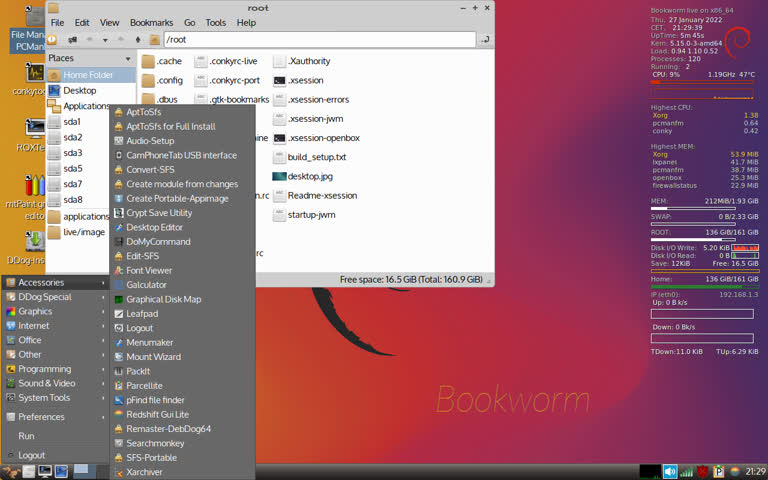 root
File Edit View Bookmarks Go Tools Help
/root
Places
Home Folder
Desktop
Applications
sda1
sda2
sda3
sda5
sda7
sda8
applications
live/image
.cache
.config
.dbus
.conkyrc-live
.conkyrc-port
.gtk-bookmarks
.Xauthority
.xsession
.xsession-errors
.xsession-jwm
.xsession-openbox
build_setup.txt
desktop.jpg
Readme-xsession
startup-jwm
Free space: 16.5 GiB (Total: 160.9 GiB)
File Mana
PCMan
conkyto
ROXTe
mtPaint gr
editor
DDog-Ins
Accessories
DDog Special
Graphics
Internet
Office
Other
Programming
Sound & Video
System Tools
Preferences
Run
Logout
AptToSfs
AptToSfs for Full Install
Audio-Setup
CamPhoneTab USB interface
Convert-SFS
Create module from changes
Create Portable-Appimage
Crypt Save Utility
Desktop Editor
DoMyCommand
Edit-SFS
Font Viewer
Galculator
Graphical Disk Map
Leafpad
Logout
Menumaker
Mount Wizard
PackIt
Parcellite
pFind file finder
Redshift Gui Lite
Remaster-DebDog64
Searchmonkey
SFS-Portable
Xarchiver
Bookworm
Bookworm live on x86_64
Thu, 27 January 2022
CET, 21:29:39
UpTime: 5m 45s
Kern: 5.15.0-3-amd64
Load: 0.94 1.10 0.52
Processes: 120
Running: 2
CPU: 9% 1.19GHz 47°C
Highest CPU:
Xorg 1.38
pcmanfm 0.64
conky 0.42
Highest MEM:
Xorg 53.9 MiB
lxpanel 41.7 MiB
pcmanfm 38.7 MiB
openbox 25.3 MiB
firewallstatus 22.9 MiB
MEM: 212MiB/1.93 GiB
SWAP: 0 B/2.33 GiB
ROOT: 136 GiB/161 GiB
Disk I/O Write: 5.20 KiB
Disk I/O Read: 0 B
Save: 12KiB Free: 16.5 GiB
Home: 136 GiB/161 GiB
IP (eth0): 192.168.1.3
Up: 0 B/s
Down: 0 Bk/s
TDown:11.0 KiB TUp:6.29 KiB
21:29